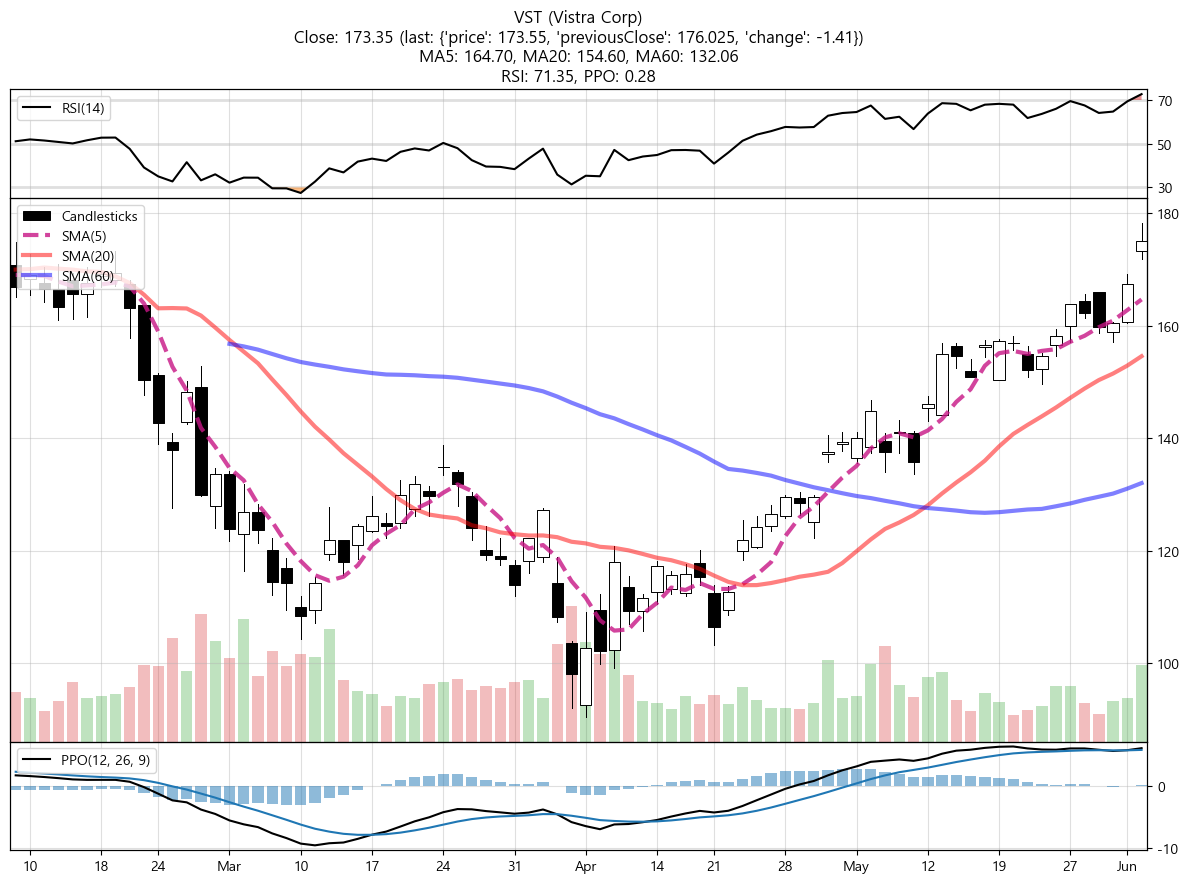 VST (Vistra Corp)
Close: 173.35 (last: {'price': 173.55, 'previousClose': 176.025, 'change': -1.41})
MA5: 164.70, MA20: 154.60, MA60: 132.06
RSI: 71.35, PPO: 0.28
RSI(14)
70
50
30
Candlesticks
SMA(5)
SMA(20)
SMA(60)
180
160
140
120
100
PPO(12, 26, 9)
0
-10
10 18 24 Mar 10 17 24 31 Apr 14 21 28 May 12 19 27 Jun